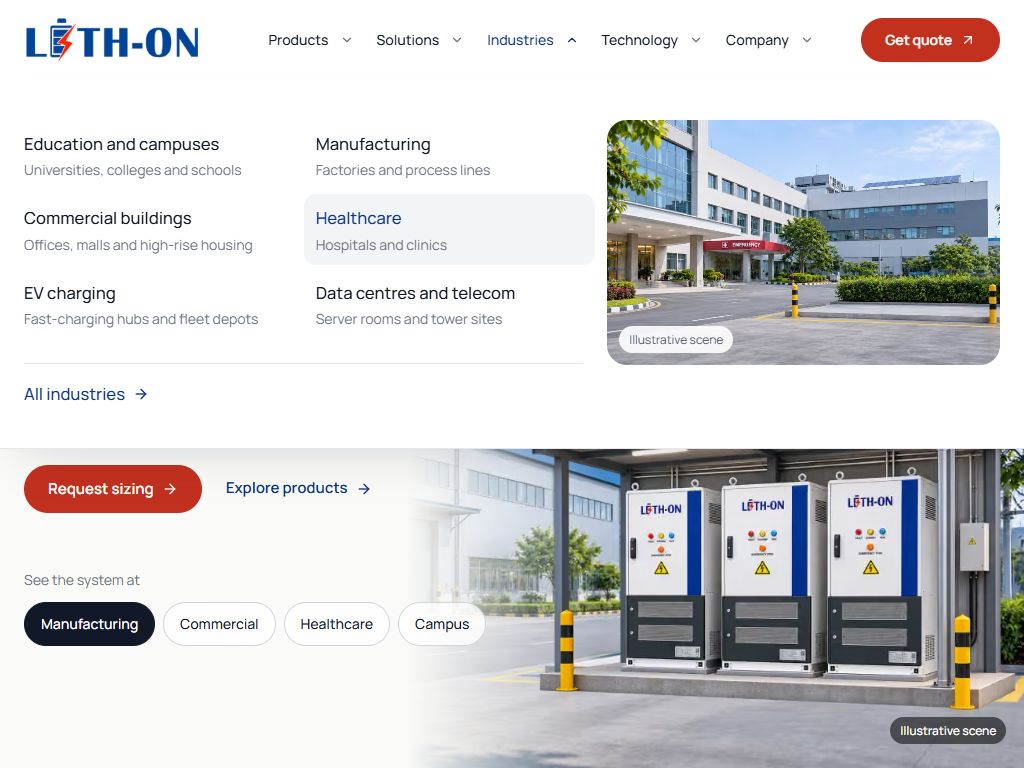 LITH-ON
Products
Solutions
Industries
Technology
Company
Get quote
Education and campuses
Universities, colleges and schools
Manufacturing
Factories and process lines
Commercial buildings
Offices, malls and high-rise housing
Healthcare
Hospitals and clinics
EV charging
Fast-charging hubs and fleet depots
Data centres and telecom
Server rooms and tower sites
EMERGENCY
Illustrative scene
All industries
Request sizing
Explore products
See the system at
Manufacturing
Commercial
Healthcare
Campus
LITH-ON
LITH-ON
LITH-ON
Illustrative scene